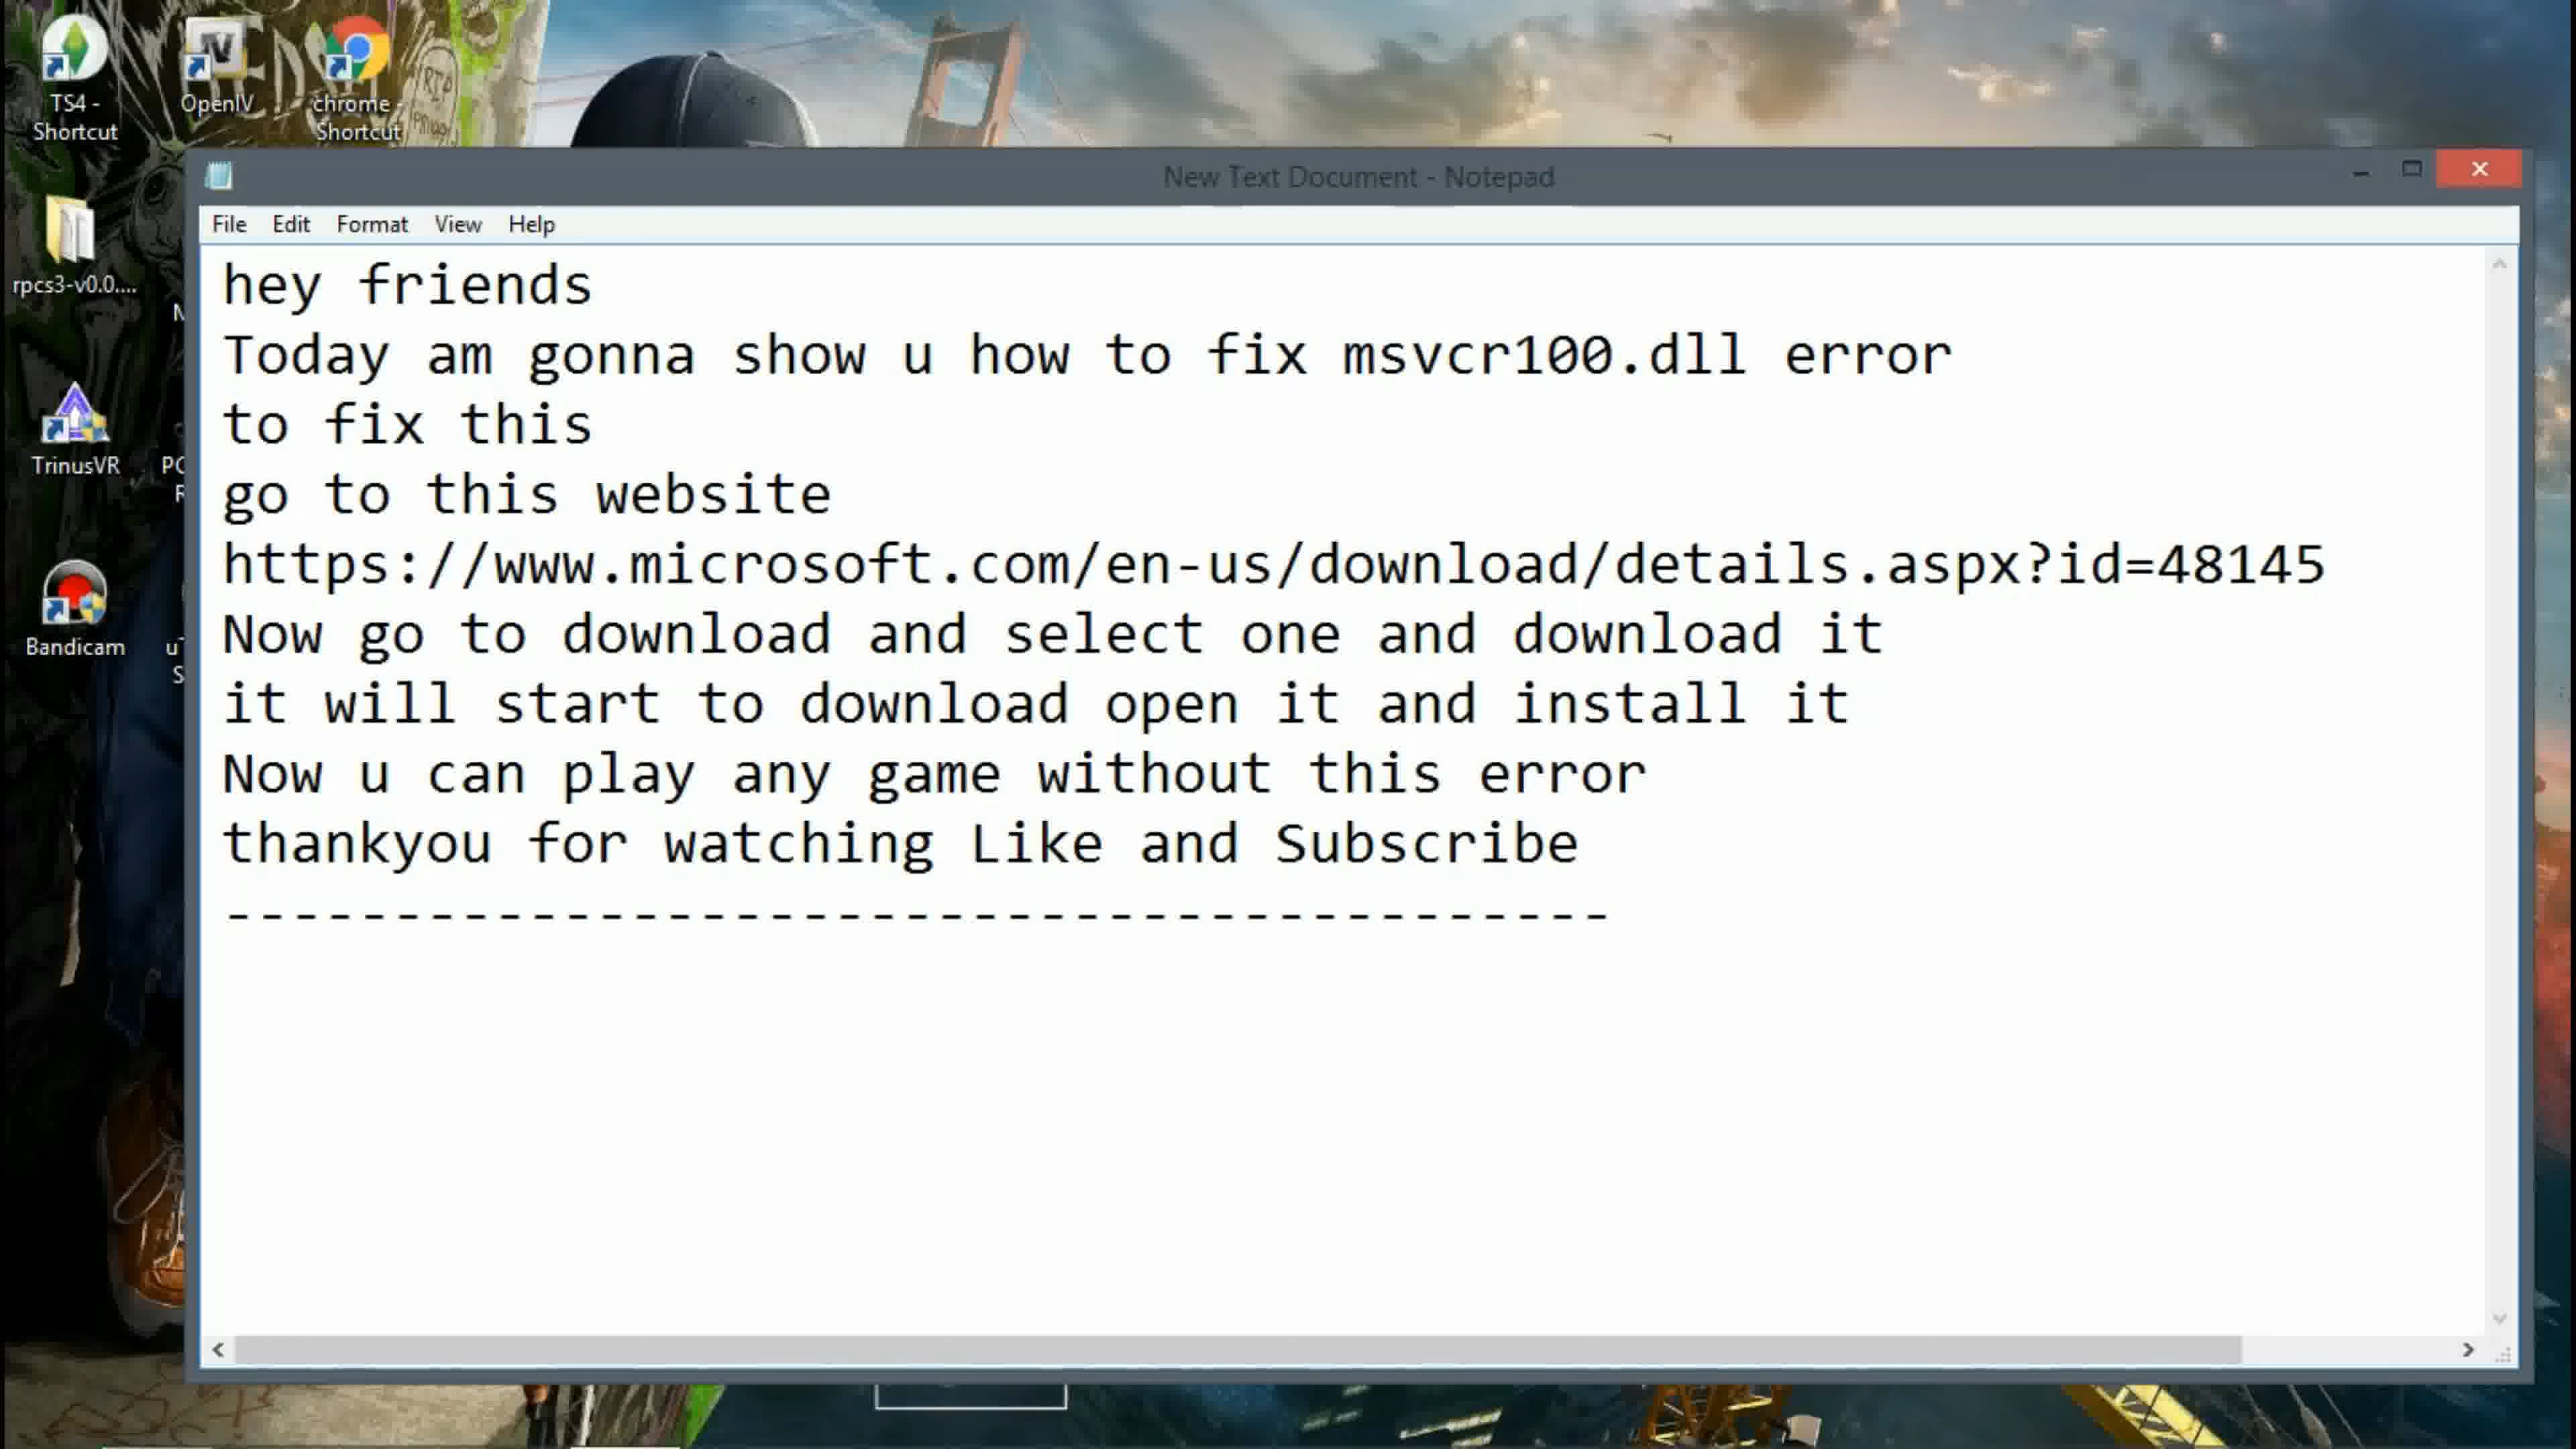 TS4 -
Shortcut
OpenIV
chrome -
Shortcut
rpcs3-v0.0....
TrinusVR
Bandicam
New Text Document - Notepad
File Edit Format View Help
hey friends
Today am gonna show u how to fix msvcr100.dll error
to fix this
go to this website
https://www.microsoft.com/en-us/download/details.aspx?id=48145
Now go to download and select one and download it
it will start to download open it and install it
Now u can play any game without this error
thankyou for watching Like and Subscribe
-----------------------------------------